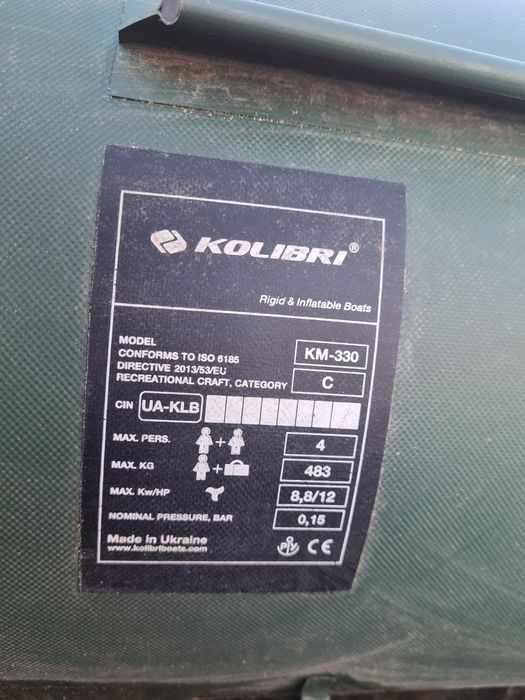 KOLIBRI®
Rigid & Inflatable Boats
MODEL KM-330
CONFORMS TO ISO 6185
DIRECTIVE 2013/53/EU
RECREATIONAL CRAFT, CATEGORY C
CIN UA-KLB
MAX. PERS. + 4
MAX. KG + 483
MAX. Kw/HP 8,8/12
NOMINAL PRESSURE, BAR 0,15
Made in Ukraine
www.kolibriboats.com CE